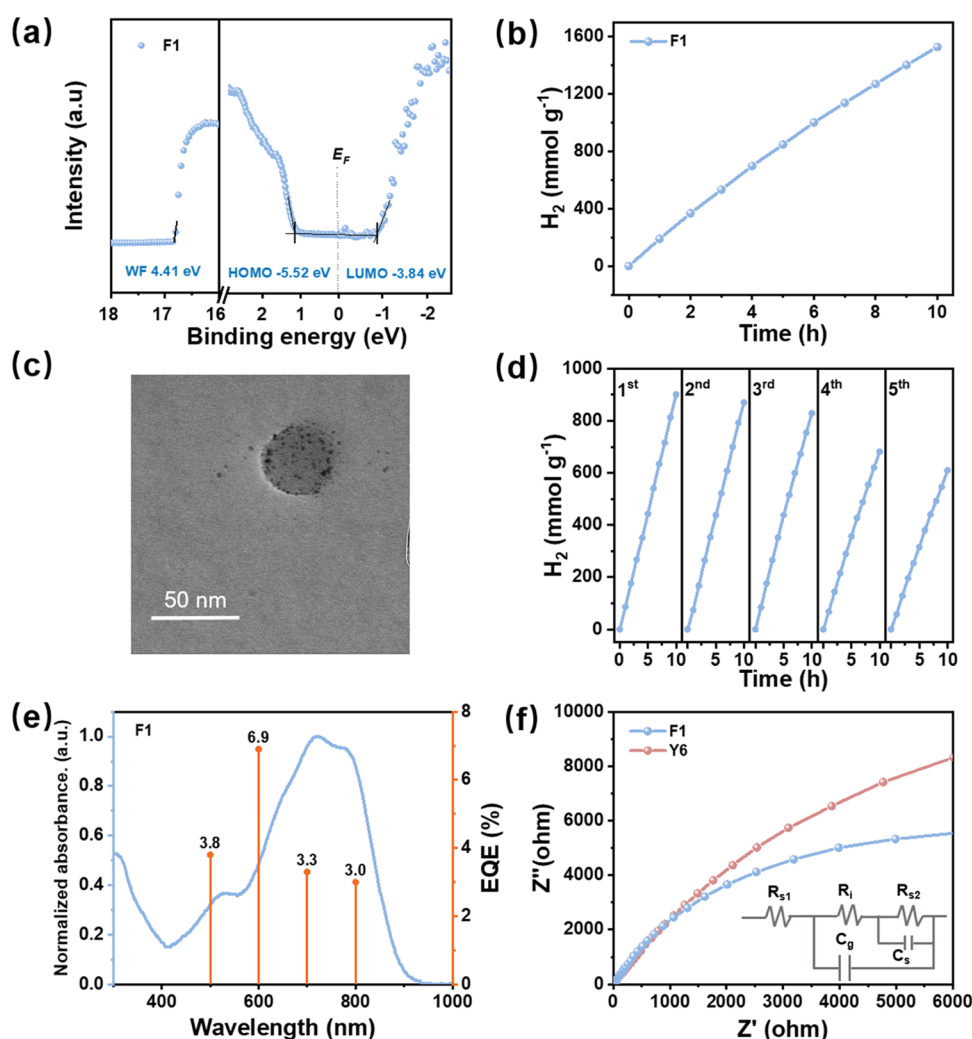 (a)
F1
Intensity (a.u)
E_F
WF 4.41 eV
HOMO -5.52 eV
LUMO -3.84 eV
18 17 16 2 1 0 -1 -2
Binding energy (eV)
(b)
F1
H₂ (mmol g⁻¹)
1600
1200
800
400
0
0 2 4 6 8 10
Time (h)
(c)
50 nm
(d)
H₂ (mmol g⁻¹)
1000
800
600
400
200
0
1ˢᵗ 2ⁿᵈ 3ʳᵈ 4ᵗʰ 5ᵗʰ
0 5 10 5 10 5 10 5 10 5 10
Time (h)
(e)
F1
Normalized absorbance. (a.u.)
1.0
0.8
0.6
0.4
0.2
0.0
3.8
6.9
3.3
3.0
8
6
4
2
0
EQE (%)
400 600 800 1000
Wavelength (nm)
(f)
F1
Y6
Z''(ohm)
10000
8000
6000
4000
2000
0
R_s1 R_i R_s2
C_g C_s
0 1000 2000 3000 4000 5000 6000
Z' (ohm)